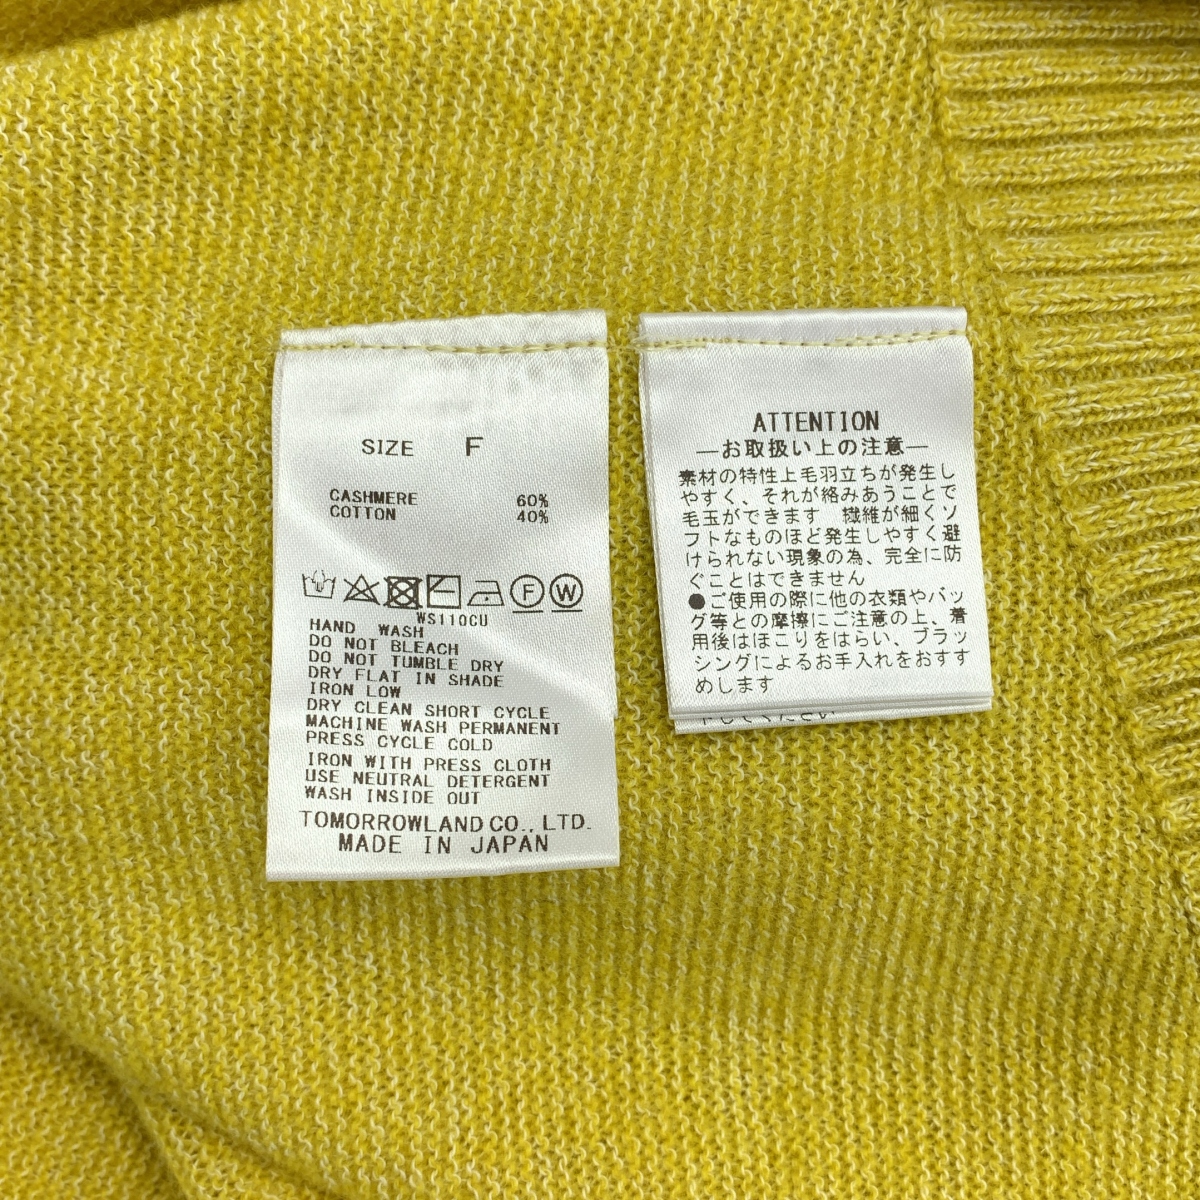 SIZE F
CASHMERE 60%
COTTON 40%
F W
WS110CU
HAND WASH
DO NOT BLEACH
DO NOT TUMBLE DRY
DRY FLAT IN SHADE
IRON LOW
DRY CLEAN SHORT CYCLE
MACHINE WASH PERMANENT
PRESS CYCLE COLD
IRON WITH PRESS CLOTH
USE NEUTRAL DETERGENT
WASH INSIDE OUT
TOMORROWLAND CO., LTD.
MADE IN JAPAN
ATTENTION
—お取扱い上の注意—
素材の特性上毛羽立ちが発生し
やすく、それが絡みあうことで
毛玉ができます 繊維が細くソ
フトなものほど発生しやすく避
けられない現象の為、完全に防
ぐことはできません
●ご使用の際に他の衣類やバッ
グ等との摩擦にご注意の上、着
用後はほこりをはらい、ブラッ
シングによるお手入れをおすす
めします